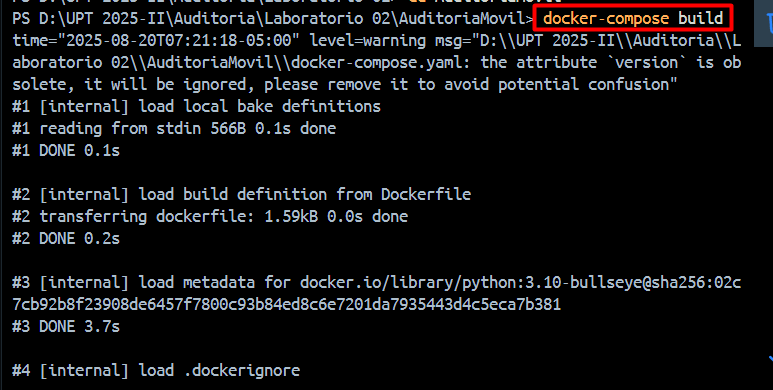 PS D:\UPT 2025-II\Auditoria\Laboratorio 02\AuditoriaMovil> docker-compose build
time="2025-08-20T07:21:18-05:00" level=warning msg="D:\\UPT 2025-II\\Auditoria\\L
aboratorio 02\\AuditoriaMovil\\docker-compose.yaml: the attribute `version` is ob
solete, it will be ignored, please remove it to avoid potential confusion"
#1 [internal] load local bake definitions
#1 reading from stdin 566B 0.1s done
#1 DONE 0.1s

#2 [internal] load build definition from Dockerfile
#2 transferring dockerfile: 1.59kB 0.0s done
#2 DONE 0.2s

#3 [internal] load metadata for docker.io/library/python:3.10-bullseye@sha256:02c
7cb92b8f23908de6457f7800c93b84ed8c6e7201da7935443d4c5eca7b381
#3 DONE 3.7s

#4 [internal] load .dockerignore